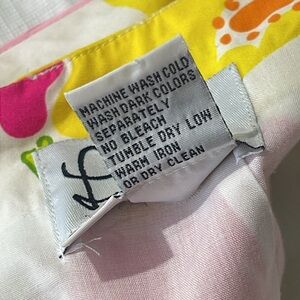 MACHINE WASH COLD
WASH DARK COLORS
SEPARATELY
NO BLEACH
TUMBLE DRY LOW
WARM IRON
OR DRY CLEAN